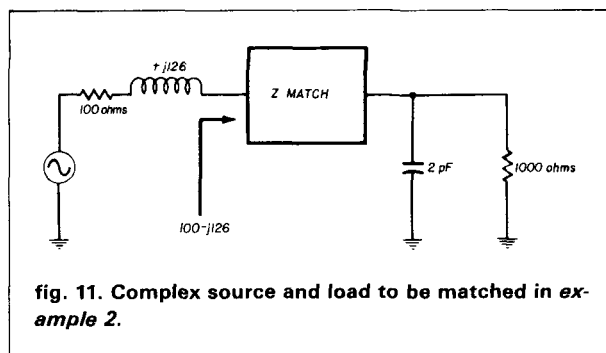 +j126
100 ohms
Z MATCH
2 pF
1000 ohms
100-j126
fig. 11. Complex source and load to be matched in ex-
ample 2.